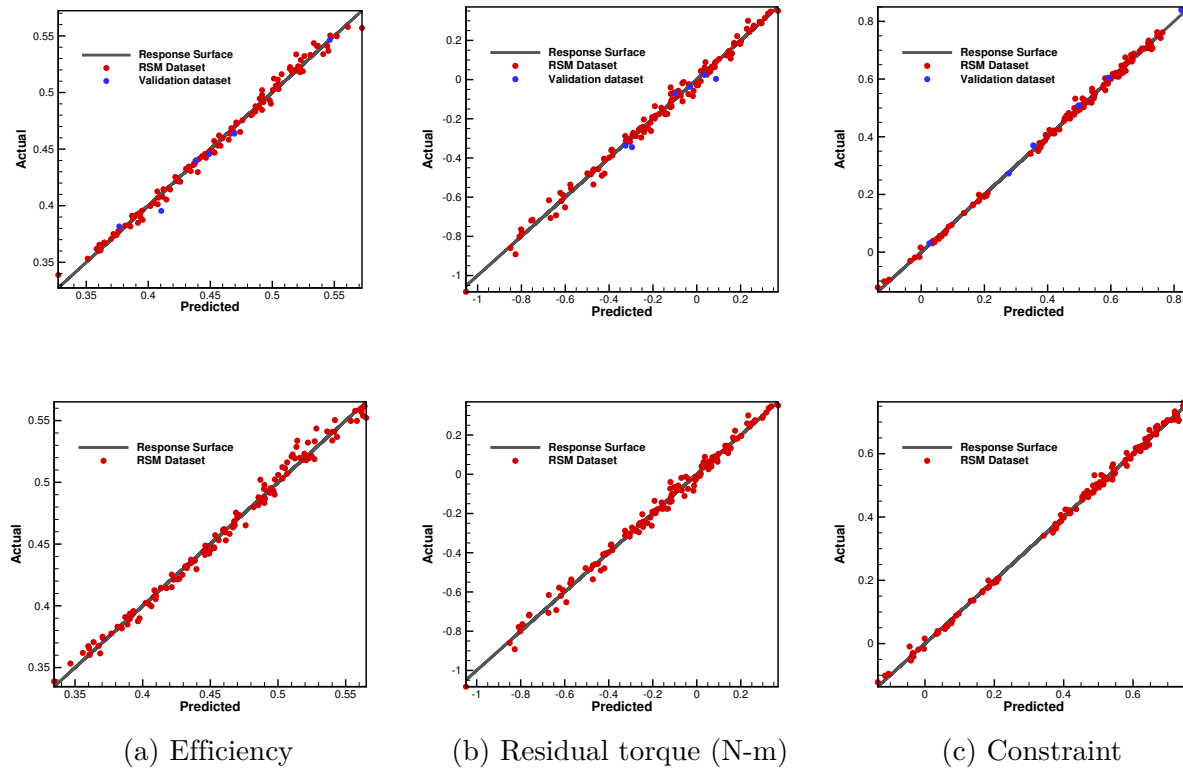 Actual
0.55
0.5
0.45
0.4
0.35
Response Surface
RSM Dataset
Validation dataset
0.35 0.4 0.45 0.5 0.55
Predicted
Actual
0.2
0
-0.2
-0.4
-0.6
-0.8
-1
Response Surface
RSM Dataset
Validation dataset
-1 -0.8 -0.6 -0.4 -0.2 0 0.2
Predicted
Actual
0.8
0.6
0.4
0.2
0
Response Surface
RSM Dataset
Validation dataset
0 0.2 0.4 0.6 0.8
Predicted
Actual
0.55
0.5
0.45
0.4
0.35
Response Surface
RSM Dataset
0.35 0.4 0.45 0.5 0.55
Predicted
Actual
0.2
0
-0.2
-0.4
-0.6
-0.8
-1
Response Surface
RSM Dataset
-1 -0.8 -0.6 -0.4 -0.2 0 0.2
Predicted
Actual
0.6
0.4
0.2
0
Response Surface
RSM Dataset
0 0.2 0.4 0.6
Predicted
(a) Efficiency
(b) Residual torque (N-m)
(c) Constraint